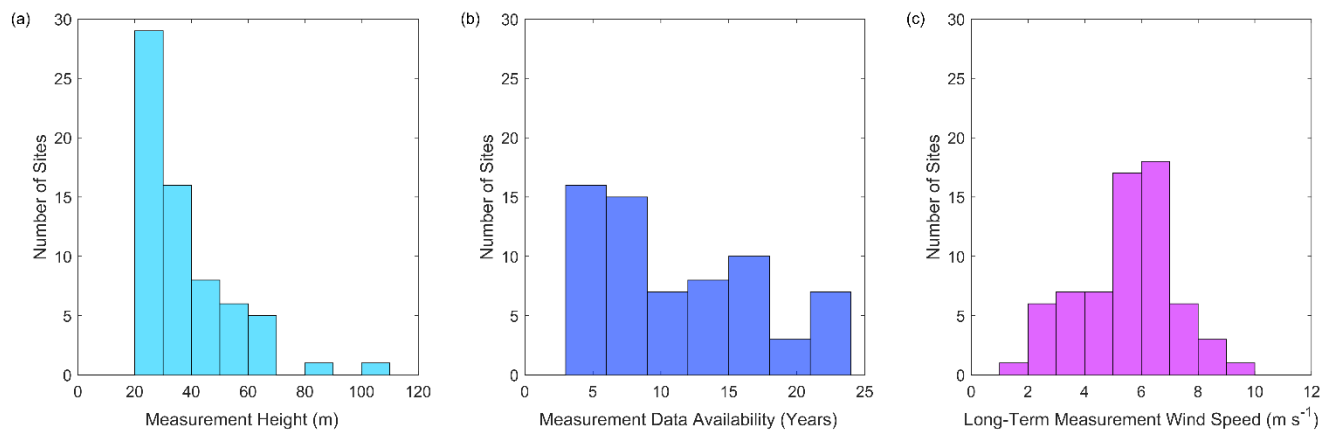 (a)
30
25
20
15
10
5
0
Number of Sites
0 20 40 60 80 100 120
Measurement Height (m)
(b)
30
25
20
15
10
5
0
Number of Sites
5 10 15 20 25
Measurement Data Availability (Years)
(c)
30
25
20
15
10
5
0
Number of Sites
0 2 4 6 8 10 12
Long-Term Measurement Wind Speed (m s⁻¹)